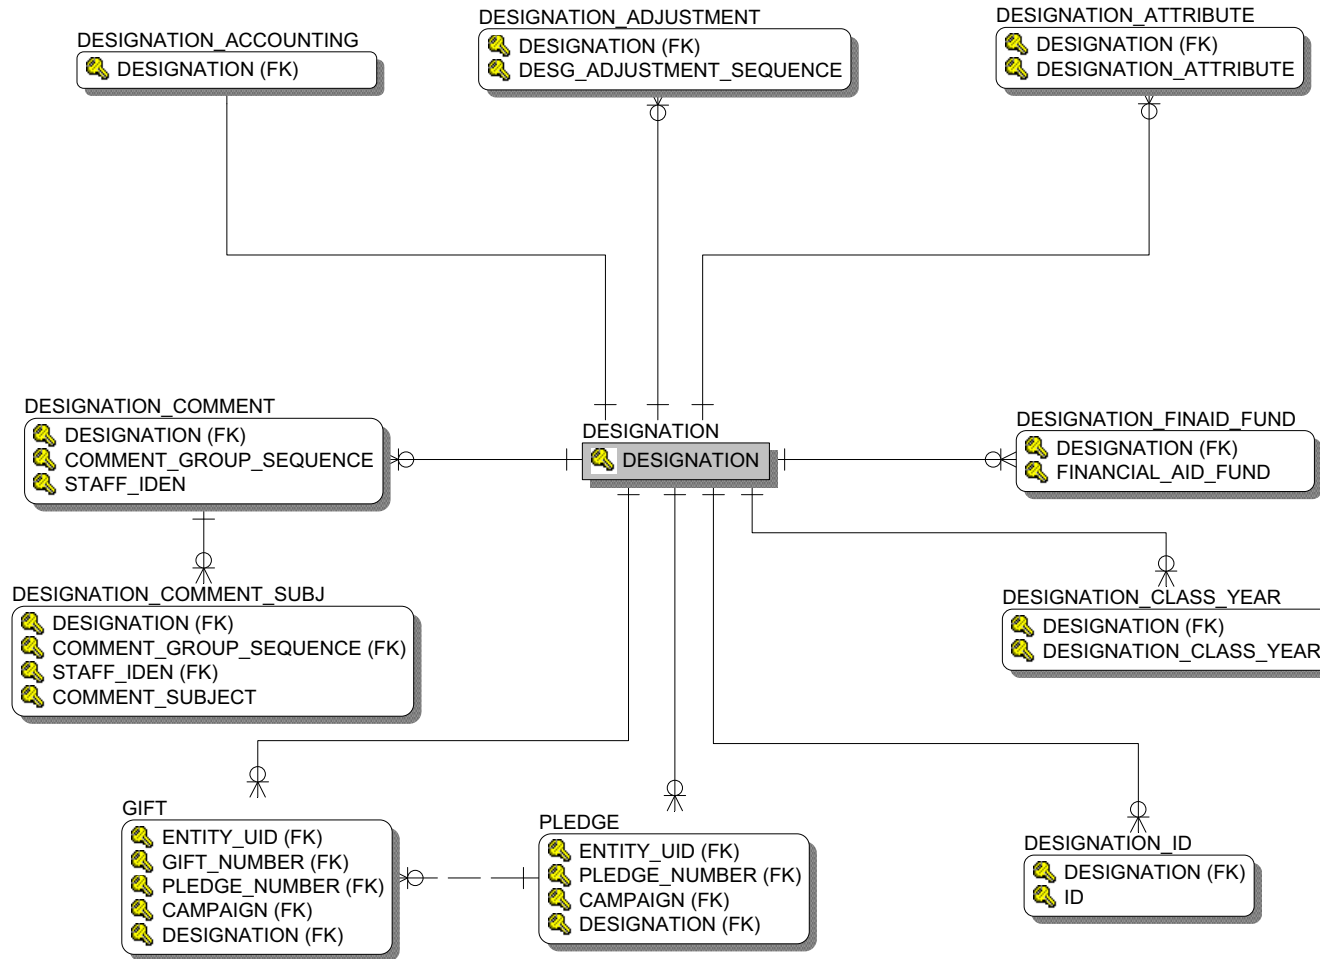 DESIGNATION_ACCOUNTING
DESIGNATION (FK)
DESIGNATION_ADJUSTMENT
DESIGNATION (FK)
DESG_ADJUSTMENT_SEQUENCE
DESIGNATION_ATTRIBUTE
DESIGNATION (FK)
DESIGNATION_ATTRIBUTE
DESIGNATION_COMMENT
DESIGNATION (FK)
COMMENT_GROUP_SEQUENCE
STAFF_IDEN
DESIGNATION
DESIGNATION
DESIGNATION_FINAID_FUND
DESIGNATION (FK)
FINANCIAL_AID_FUND
DESIGNATION_COMMENT_SUBJ
DESIGNATION (FK)
COMMENT_GROUP_SEQUENCE (FK)
STAFF_IDEN (FK)
COMMENT_SUBJECT
DESIGNATION_CLASS_YEAR
DESIGNATION (FK)
DESIGNATION_CLASS_YEAR
GIFT
ENTITY_UID (FK)
GIFT_NUMBER (FK)
PLEDGE_NUMBER (FK)
CAMPAIGN (FK)
DESIGNATION (FK)
PLEDGE
ENTITY_UID (FK)
PLEDGE_NUMBER (FK)
CAMPAIGN (FK)
DESIGNATION (FK)
DESIGNATION_ID
DESIGNATION (FK)
ID